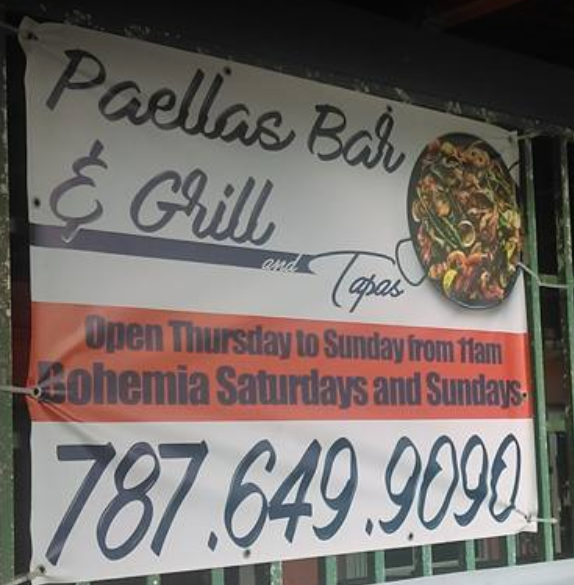 Paellas Bar
& Grill
and Tapas
Open Thursday to Sunday from 11am
Bohemia Saturdays and Sundays
787.649.9090